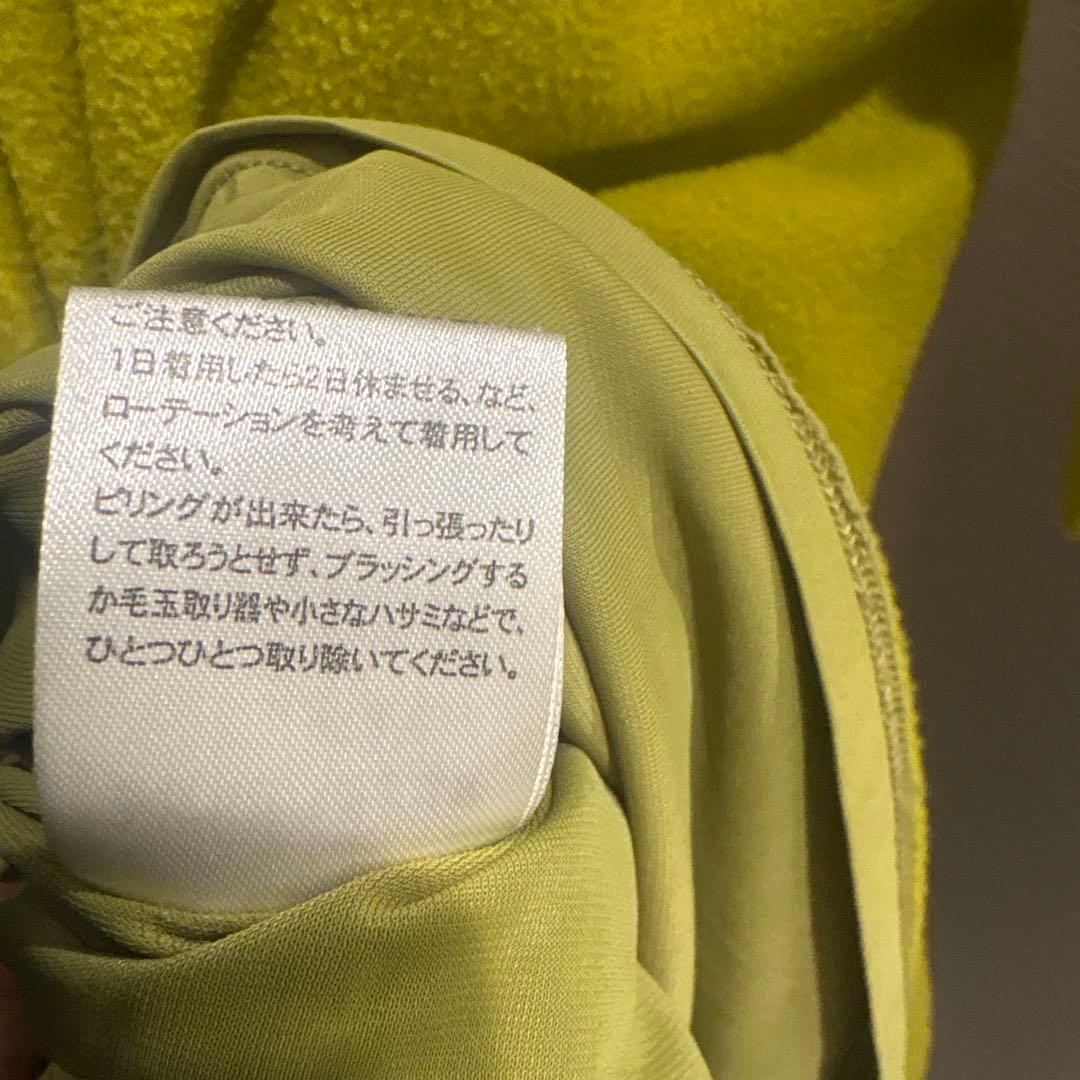 ご注意ください。
1日着用したら2日休ませる、など、
ローテーションを考えて着用して
ください。
ピリングが出来たら、引っ張ったり
して取ろうとせず、ブラッシングする
か毛玉取り器や小さなハサミなどで、
ひとつひとつ取り除いてください。